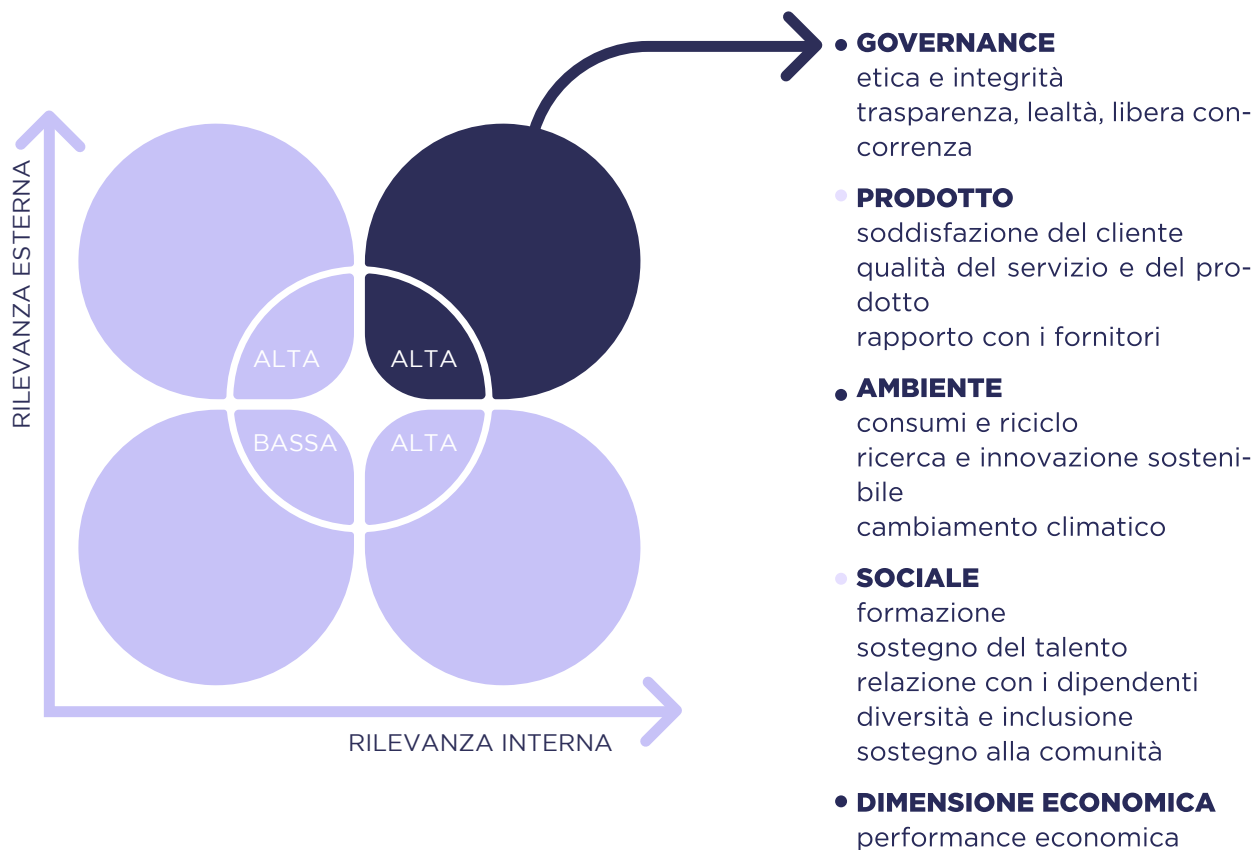 RILEVANZA ESTERNA
ALTA
ALTA
BASSA
ALTA
RILEVANZA INTERNA
GOVERNANCE
etica e integrità
trasparenza, lealtà, libera con-
correnza
PRODOTTO
soddisfazione del cliente
qualità del servizio e del pro-
dotto
rapporto con i fornitori
AMBIENTE
consumi e riciclo
ricerca e innovazione sosteni-
bile
cambiamento climatico
SOCIALE
formazione
sostegno del talento
relazione con i dipendenti
diversità e inclusione
sostegno alla comunità
DIMENSIONE ECONOMICA
performance economica